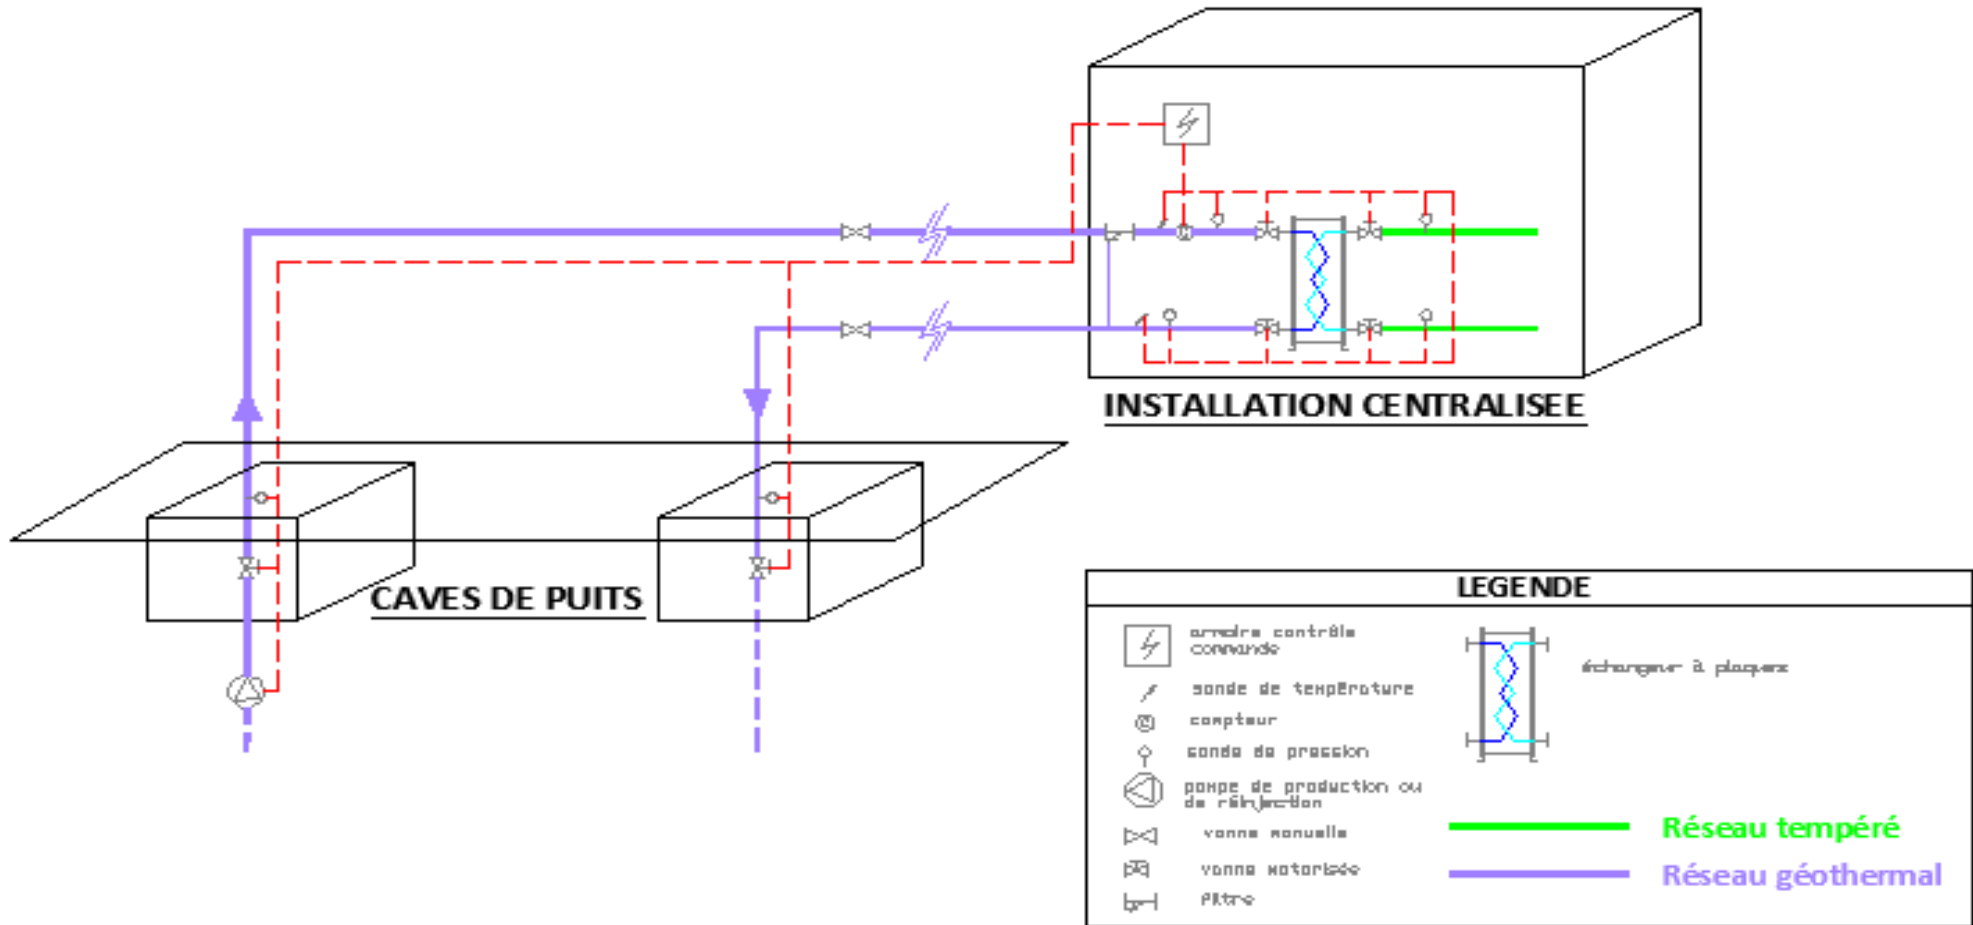 INSTALLATION CENTRALISEE
CAVES DE PUITS
LEGENDE
armoire contrôle
commande
sonde de température
compteur
sonde de pression
pompe de production ou
de réinjection
vanne manuelle
vanne motorisée
filtre
échangeur à plaques
Réseau tempéré
Réseau géothermal